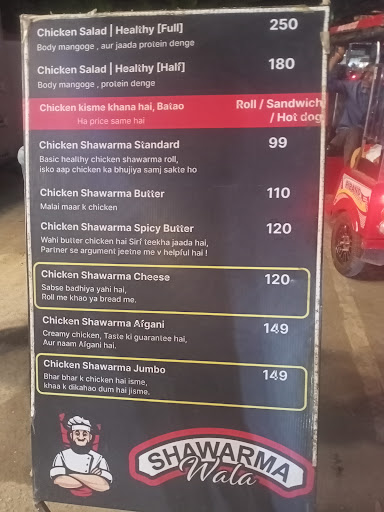 Chicken Salad | Healthy [Full] 250
Body mangoge , aur jaada protein denge
Chicken Salad | Healthy [Half] 180
Body mangoge , protein denge
Chicken kisme khana hai, Batao Roll / Sandwich
Ha price same hai / Hot dog
Chicken Shawarma Standard 99
Basic healthy chicken shawarma roll,
isko aap chicken ka bhujiya samj sakte ho
Chicken Shawarma Butter 110
Malai maar k chicken
Chicken Shawarma Spicy Butter 120
Wahi butter chicken hai Sirf teekha jaada hai,
Partner se argument jeetne me v helpful hai !
Chicken Shawarma Cheese 120
Sabse badhiya yahi hai,
Roll me khao ya bread me.
Chicken Shawarma Afgani 149
Creamy chicken, Taste ki guarantee hai,
Aur naam Afgani hai.
Chicken Shawarma Jumbo 149
Bhar bhar k chicken hai isme,
khaa k dikahao dum hai jisme.
SHAWARMA
Wala